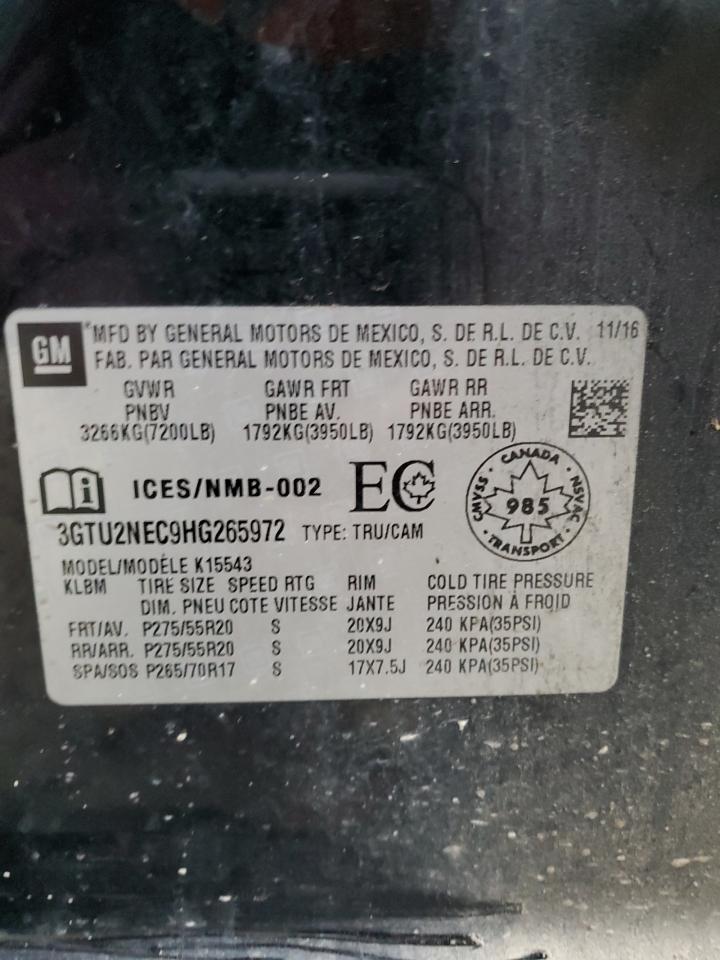 GM
*MFD BY GENERAL MOTORS DE MEXICO, S. DE R.L. DE C.V. 11/16
FAB. PAR GENERAL MOTORS DE MEXICO, S. DE R.L. DE C.V.
GVWR GAWR FRT GAWR RR
PNBV PNBE AV. PNBE ARR.
3266KG(7200LB) 1792KG(3950LB) 1792KG(3950LB)
i ICES/NMB-002 EC
CANADA
CMVSS 985 NSVAC
TRANSPORT
3GTU2NEC9HG265972 TYPE: TRU/CAM
MODEL/MODÈLE K15543
KLBM TIRE SIZE SPEED RTG RIM COLD TIRE PRESSURE
DIM. PNEU COTE VITESSE JANTE PRESSION À FROID
FRT/AV. P275/55R20 S 20X9J 240 KPA(35PSI)
RR/ARR. P275/55R20 S 20X9J 240 KPA(35PSI)
SPA/SOS P265/70R17 S 17X7.5J 240 KPA(35PSI)